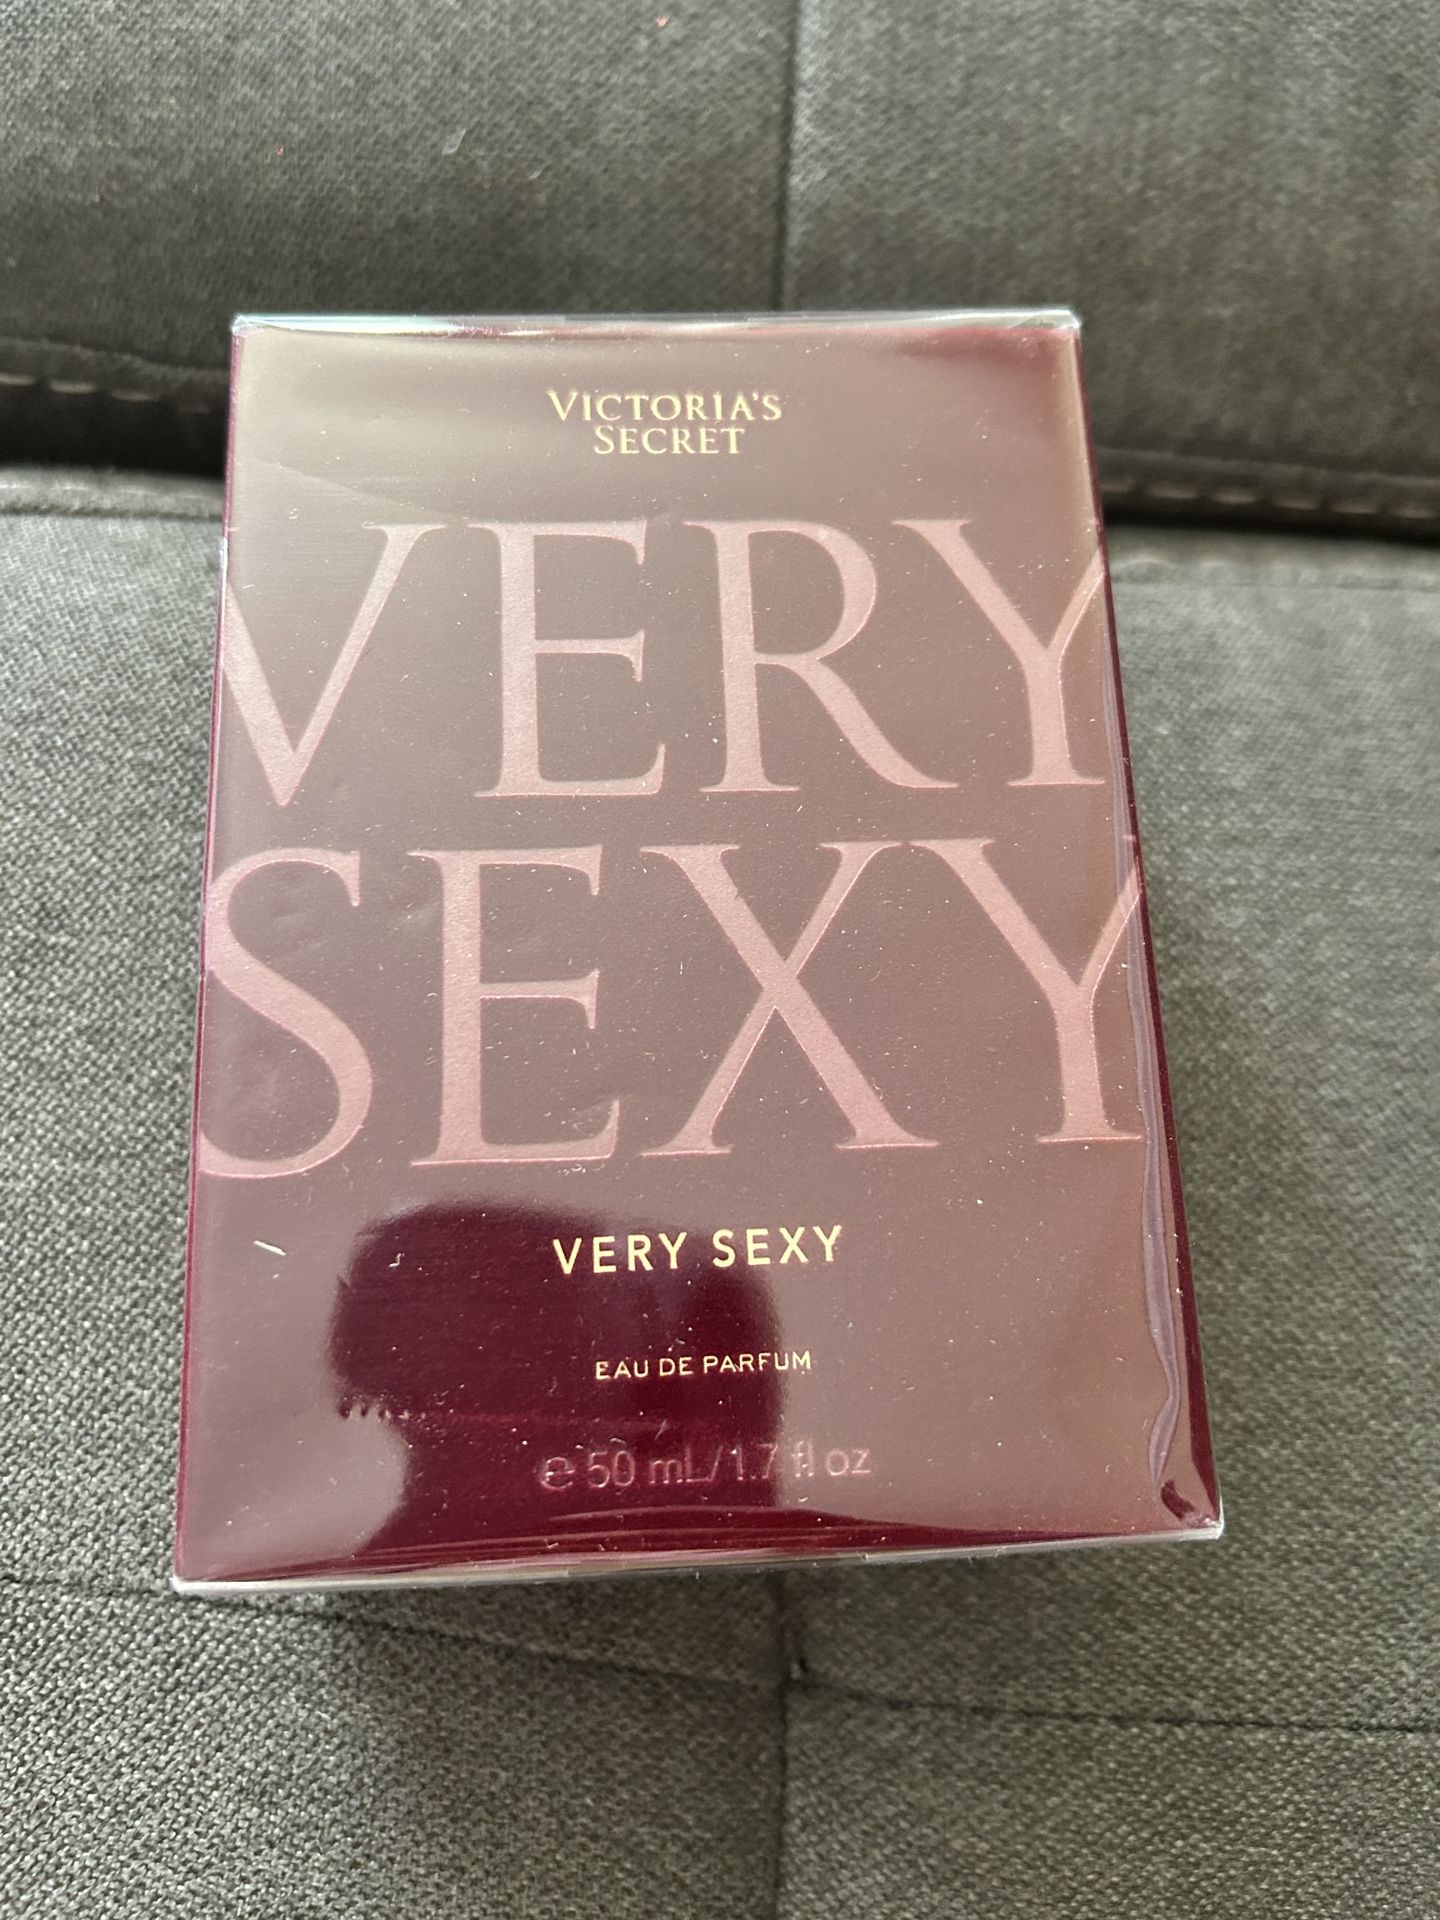 VICTORIA'S
SECRET
VERY
SEXY
VERY SEXY
EAU DE PARFUM
℮ 50 mL/1.7 fl oz